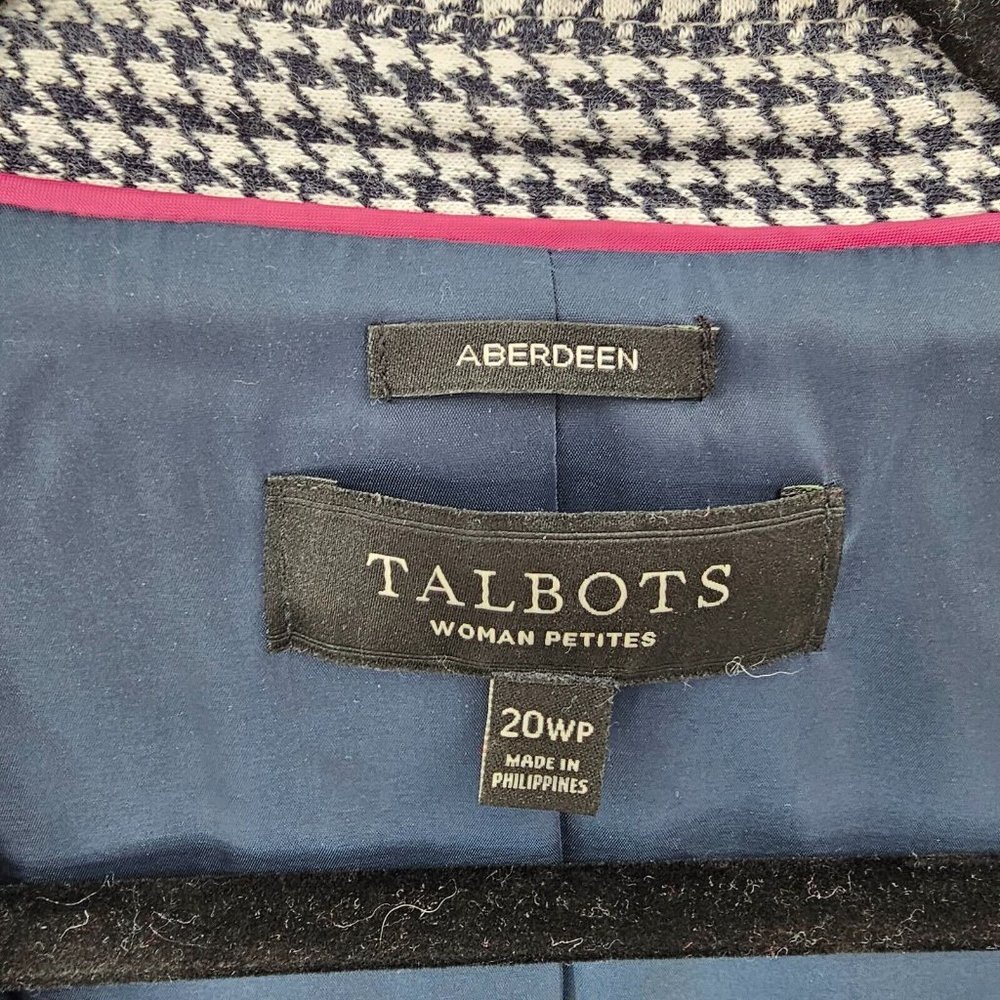 ABERDEEN
TALBOTS
WOMAN PETITES
20WP
MADE IN
PHILIPPINES